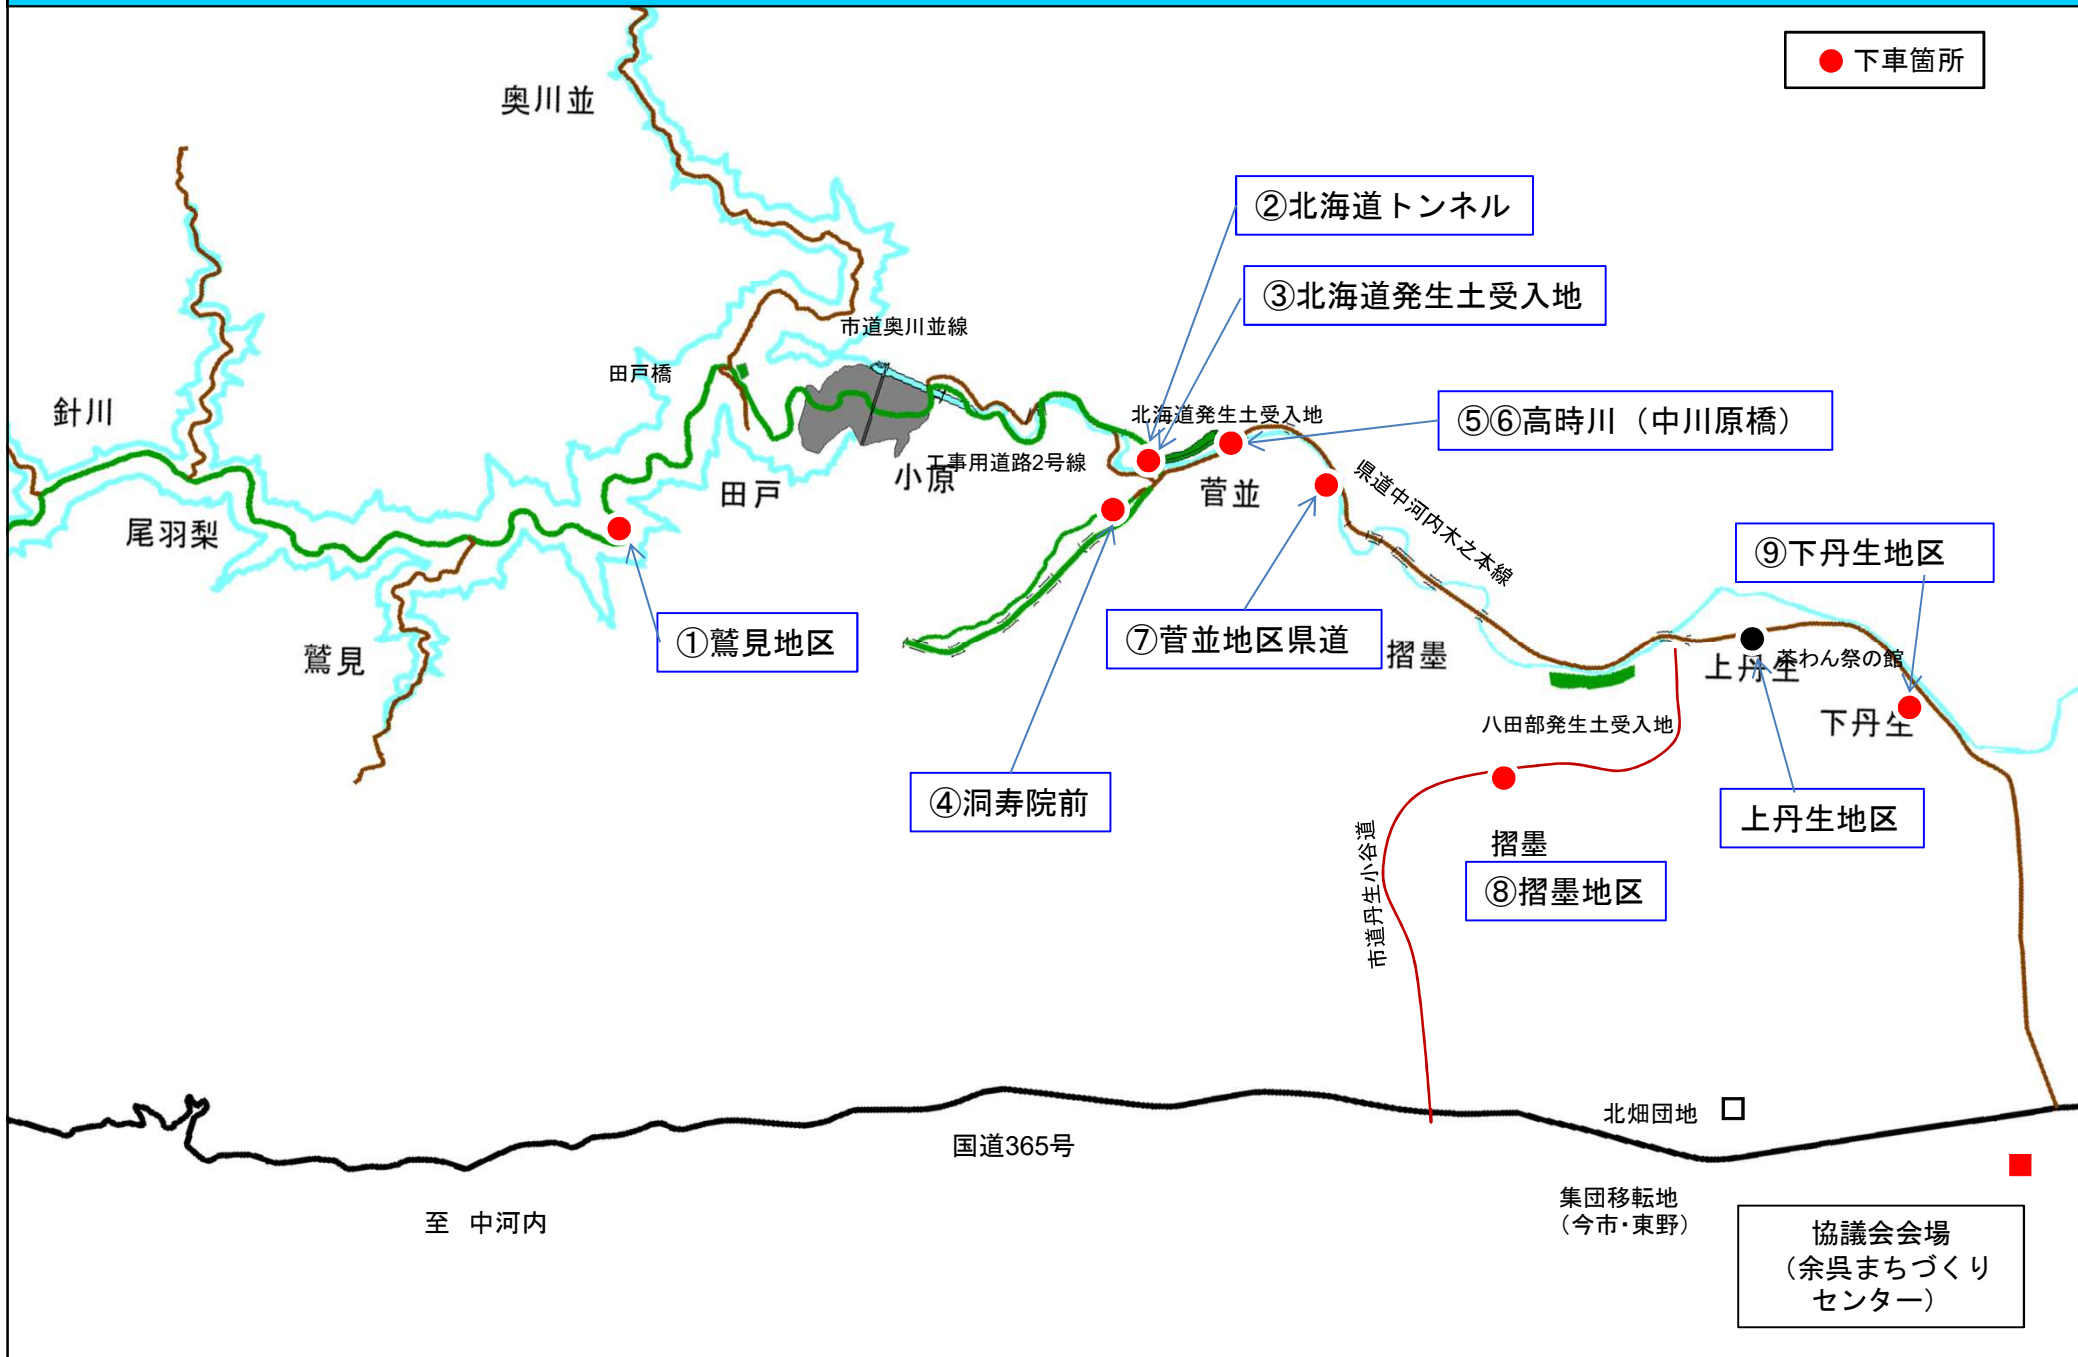 下車箇所
奥川並
②北海道トンネル
③北海道発生土受入地
市道奥川並線
田戸橋
針川
北海道発生土受入地
⑤⑥高時川（中川原橋）
工事用道路2号線
小原
田戸
菅並
県道中河内木之本線
尾羽梨
⑨下丹生地区
①鷲見地区
⑦菅並地区県道
鷲見
摺墨
茶わん祭の館
上丹生
八田部発生土受入地
下丹生
④洞寿院前
上丹生地区
市道丹生小谷道
摺墨
⑧摺墨地区
北畑団地
国道365号
集団移転地
（今市・東野）
至 中河内
協議会会場
（余呉まちづくり
センター）